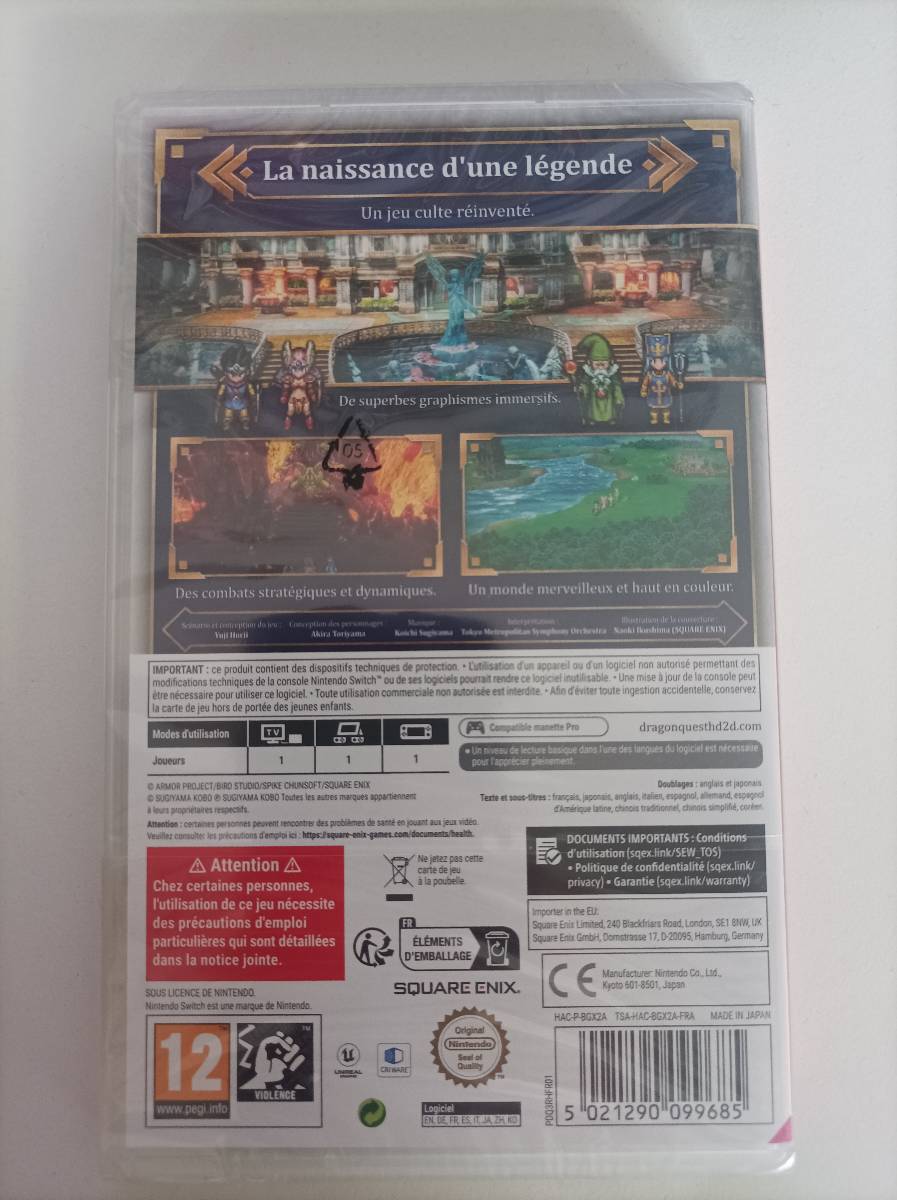 La naissance d'une légende
Un jeu culte réinventé.
De superbes graphismes immersifs.
05
Des combats stratégiques et dynamiques.
Un monde merveilleux et haut en couleur.
Scénario et conception du jeu : Conception des personnages : Musique : Interprétation : Illustration de la couverture :
Yuji Horii Akira Toriyama Koichi Sugiyama Tokyo Metropolitan Symphony Orchestra Naoki Ikushima (SQUARE ENIX)
IMPORTANT : ce produit contient des dispositifs techniques de protection. • L'utilisation d'un appareil ou d'un logiciel non autorisé permettant des
modifications techniques de la console Nintendo Switch™ ou de ses logiciels pourrait rendre ce logiciel inutilisable. • Une mise à jour de la console peut
être nécessaire pour utiliser ce logiciel. • Toute utilisation commerciale non autorisée est interdite. • Afin d'éviter toute ingestion accidentelle, conservez
la carte de jeu hors de portée des jeunes enfants.
Modes d'utilisation
TV
Joueurs 1 1 1
Compatible manette Pro
dragonquesthd2d.com
• Un niveau de lecture basique dans l'une des langues du logiciel est nécessaire
pour l'apprécier pleinement.
© ARMOR PROJECT/BIRD STUDIO/SPIKE CHUNSOFT/SQUARE ENIX
© SUGIYAMA KOBO ℗ SUGIYAMA KOBO Toutes les autres marques appartiennent
à leurs propriétaires respectifs.
Attention : certaines personnes peuvent rencontrer des problèmes de santé en jouant aux jeux vidéo.
Veuillez consulter les précautions d'emploi ici : https://square-enix-games.com/documents/health.
Doublages : anglais et japonais.
Texte et sous-titres : français, japonais, anglais, italien, espagnol, allemand, espagnol
d'Amérique latine, chinois traditionnel, chinois simplifié, coréen.
Attention
Chez certaines personnes,
l'utilisation de ce jeu nécessite
des précautions d'emploi
particulières qui sont détaillées
dans la notice jointe.
Ne jetez pas cette
carte de jeu
à la poubelle.
FR
ÉLÉMENTS
D'EMBALLAGE
DOCUMENTS IMPORTANTS : Conditions
d'utilisation (sqex.link/SEW_TOS)
• Politique de confidentialité (sqex.link/
privacy) • Garantie (sqex.link/warranty)
Importer in the EU:
Square Enix Limited, 240 Blackfriars Road, London, SE1 8NW, UK
Square Enix GmbH, Domstrasse 17, D-20095, Hamburg, Germany
CE
Manufacturer: Nintendo Co., Ltd.,
Kyoto 601-8501, Japan
SQUARE ENIX.
SOUS LICENCE DE NINTENDO.
Nintendo Switch est une marque de Nintendo.
HAC-P-BGX2A TSA-HAC-BGX2A-FRA MADE IN JAPAN
12
www.pegi.info
VIOLENCE
™
UNREAL
ENGINE
CRIWARE
Original
Nintendo
Seal of
Quality
Logiciel
EN, DE, FR, ES, IT, JA, ZH, KO
PDQ3RHFR01
5 021290 099685